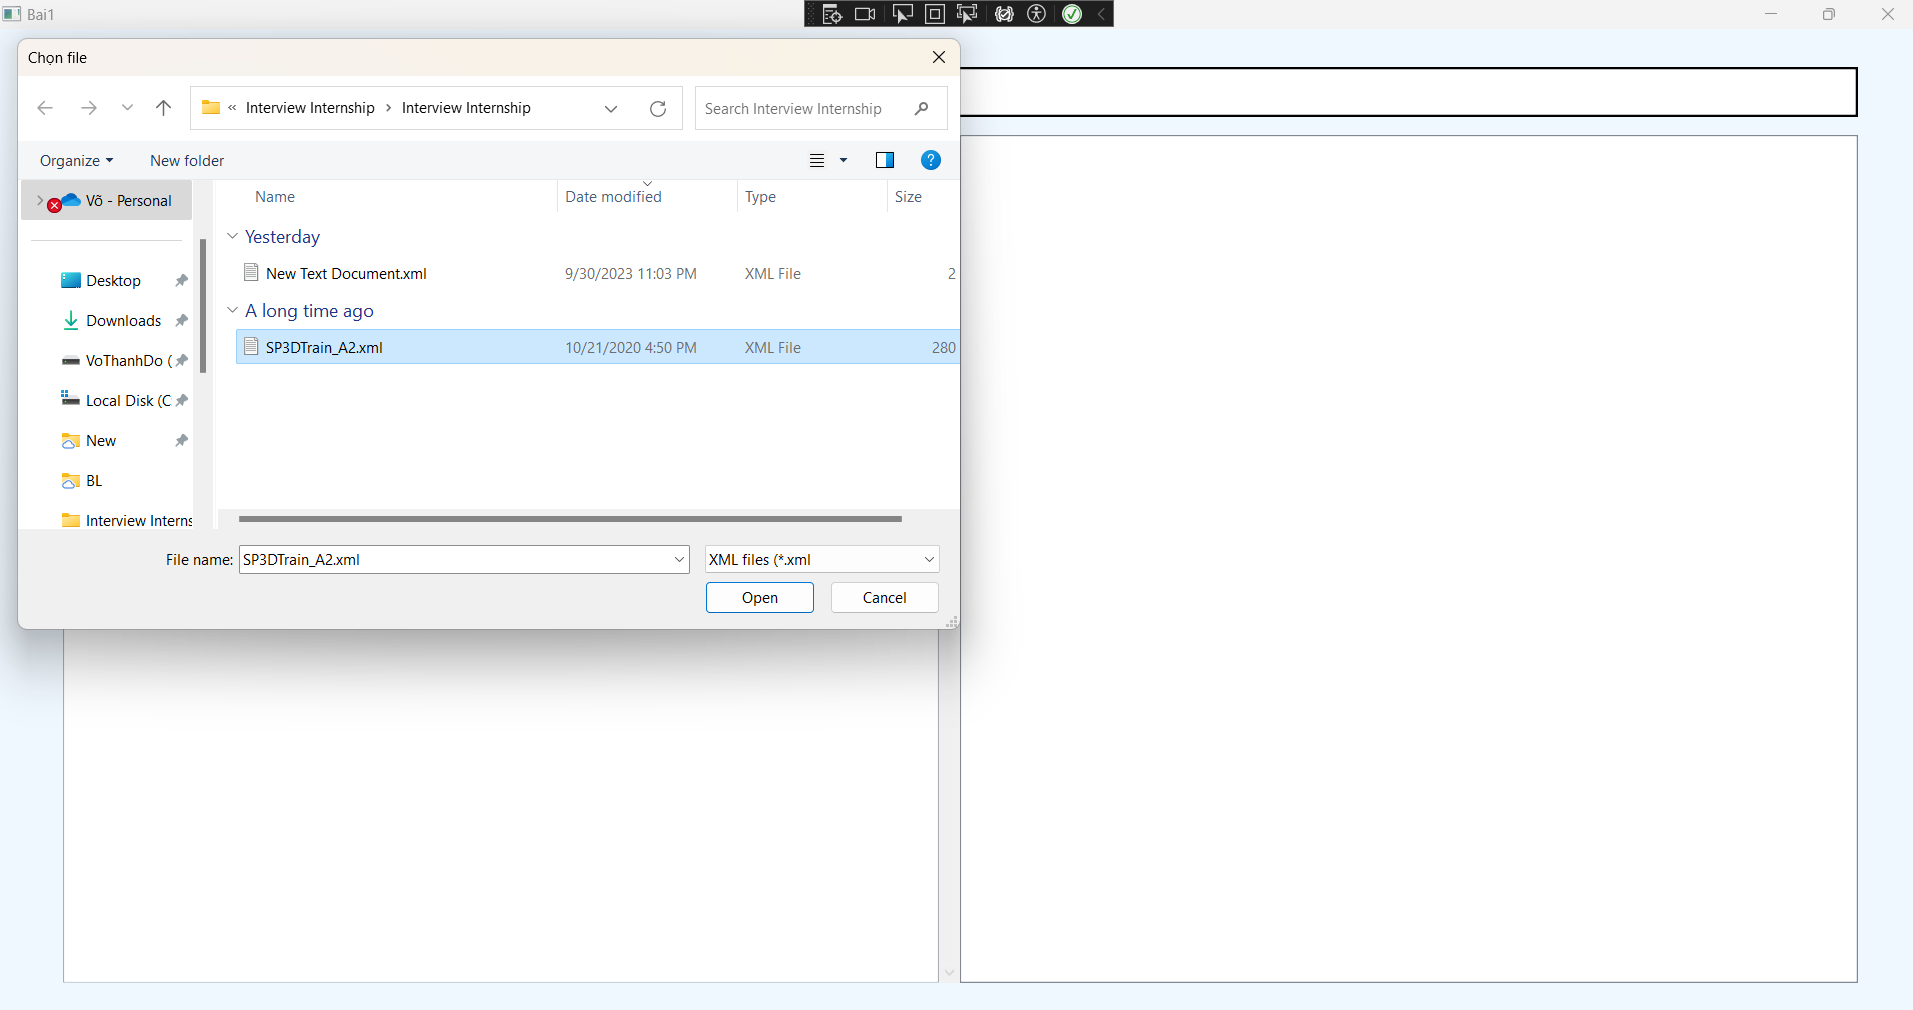 Bai1
Chọn file
« Interview Internship > Interview Internship
Search Interview Internship
Organize
New folder
?
Võ - Personal
Name
Date modified
Type
Size
Yesterday
Desktop
New Text Document.xml
9/30/2023 11:03 PM
XML File
2
A long time ago
Downloads
SP3DTrain_A2.xml
10/21/2020 4:50 PM
XML File
280
VoThanhDo (
Local Disk (C
New
BL
Interview Interns
File name:
SP3DTrain_A2.xml
XML files (*.xml
Open
Cancel